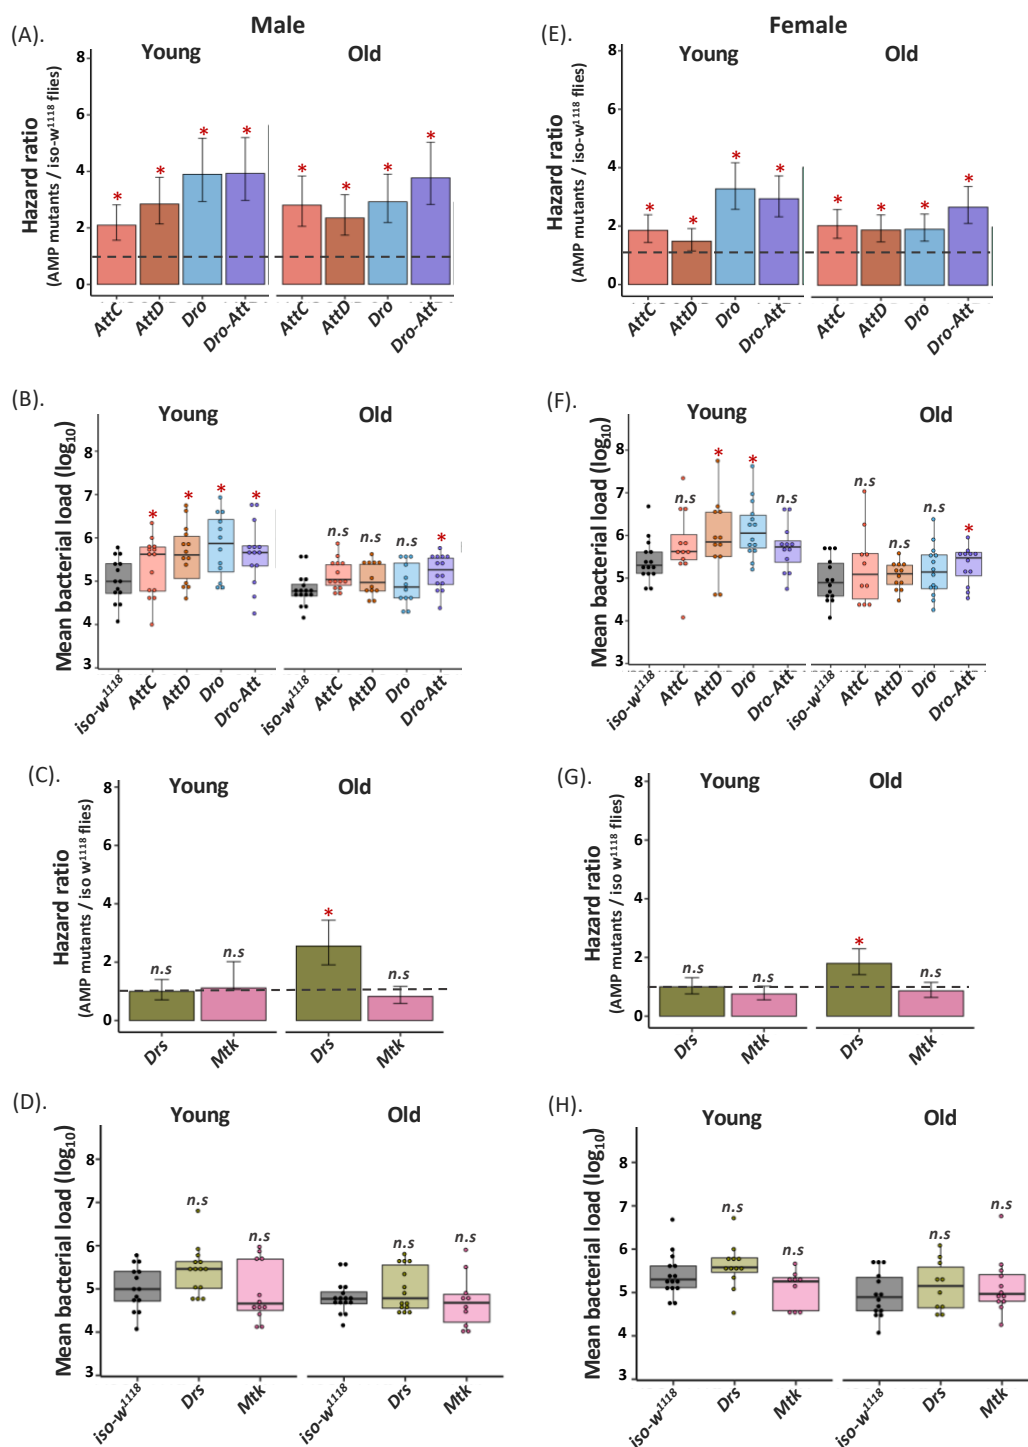 Male
Female
(A).
Young
Old
Hazard ratio
(AMP mutants / iso-w1118 flies)
8
6
4
2
0
* * * * * * * *
AttC AttD Dro Dro-Att AttC AttD Dro Dro-Att
(E).
Young
Old
Hazard ratio
(AMP mutants / iso-w1118 flies)
8
6
4
2
0
* * * * * * * *
AttC AttD Dro Dro-Att AttC AttD Dro Dro-Att
(B).
Young
Old
Mean bacterial load (log10)
8
7
6
5
4
3
* * * * n.s n.s n.s *
iso-w1118 AttC AttD Dro Dro-Att iso-w1118 AttC AttD Dro Dro-Att
(F).
Young
Old
Mean bacterial load (log10)
8
7
6
5
4
3
n.s * * n.s n.s n.s n.s *
iso-w1118 AttC AttD Dro Dro-Att iso-w1118 AttC AttD Dro Dro-Att
(C).
Young
Old
Hazard ratio
(AMP mutants / iso w1118 flies)
8
6
4
2
0
n.s n.s * n.s
Drs Mtk Drs Mtk
(G).
Young
Old
Hazard ratio
(AMP mutants / iso w1118 flies)
8
6
4
2
0
n.s n.s * n.s
Drs Mtk Drs Mtk
(D).
Young
Old
Mean bacterial load (log10)
8
7
6
5
4
3
n.s n.s n.s n.s
iso-w1118 Drs Mtk iso-w1118 Drs Mtk
(H).
Young
Old
Mean bacterial load (log10)
8
7
6
5
4
3
n.s n.s n.s n.s
iso-w1118 Drs Mtk iso-w1118 Drs Mtk